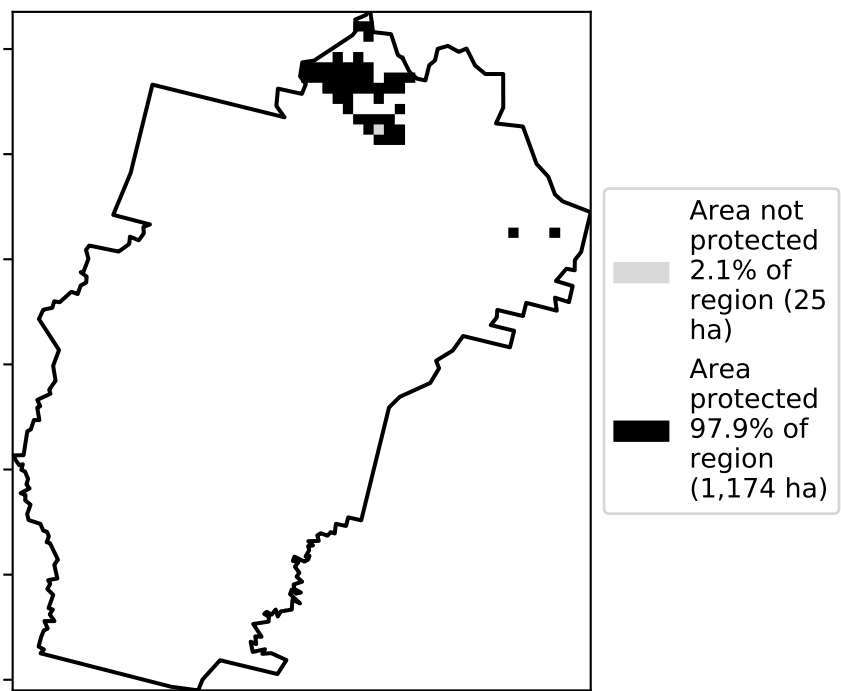 Area not
protected
2.1% of
region (25
ha)
Area
protected
97.9% of
region
(1,174 ha)